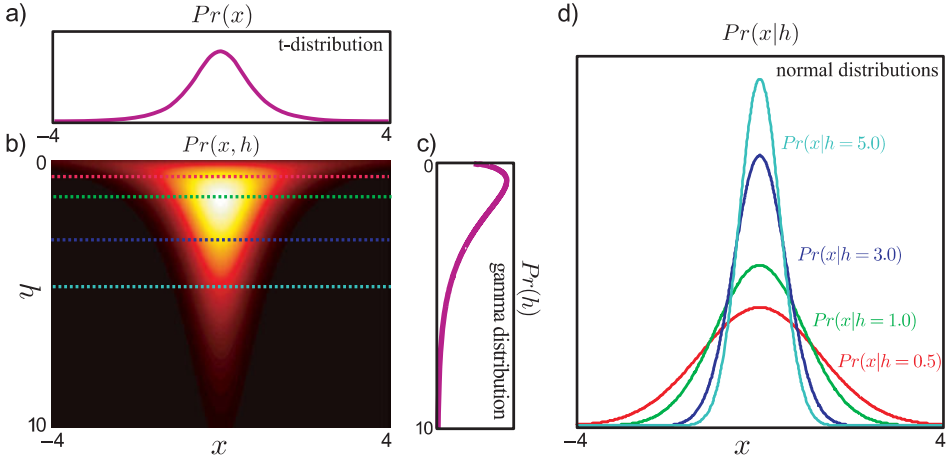 a)
Pr(x)
t-distribution
−4
4
b)
Pr(x, h)
0
h
10
−4
x
4
c)
0
Pr(h)
gamma distribution
10
d)
Pr(x|h)
normal distributions
Pr(x|h = 5.0)
Pr(x|h = 3.0)
Pr(x|h = 1.0)
Pr(x|h = 0.5)
−4
x
4